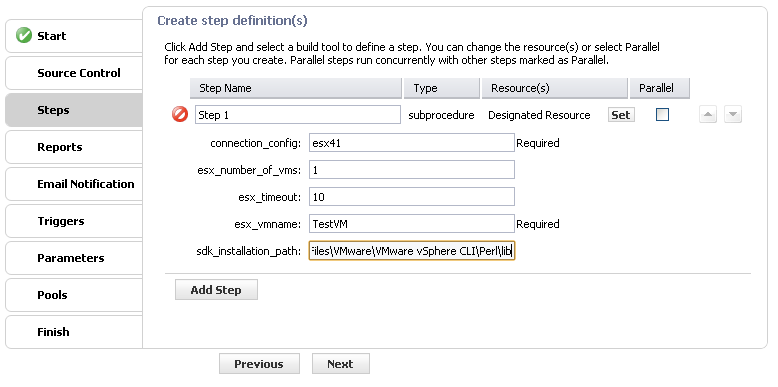 Create step definition(s)
Start
Click Add Step and select a build tool to define a step. You can change the resource(s) or select Parallel
for each step you create. Parallel steps run concurrently with other steps marked as Parallel.
Source Control
Step Name Type Resource(s) Parallel
Steps
Step 1 subprocedure Designated Resource Set
Reports
connection_config: esx41 Required
esx_number_of_vms: 1
Email Notification
esx_timeout: 10
Triggers
esx_vmname: TestVM Required
Parameters
sdk_installation_path: Files\VMware\VMware vSphere CLI\Perl\lib
Pools
Add Step
Finish
Previous Next